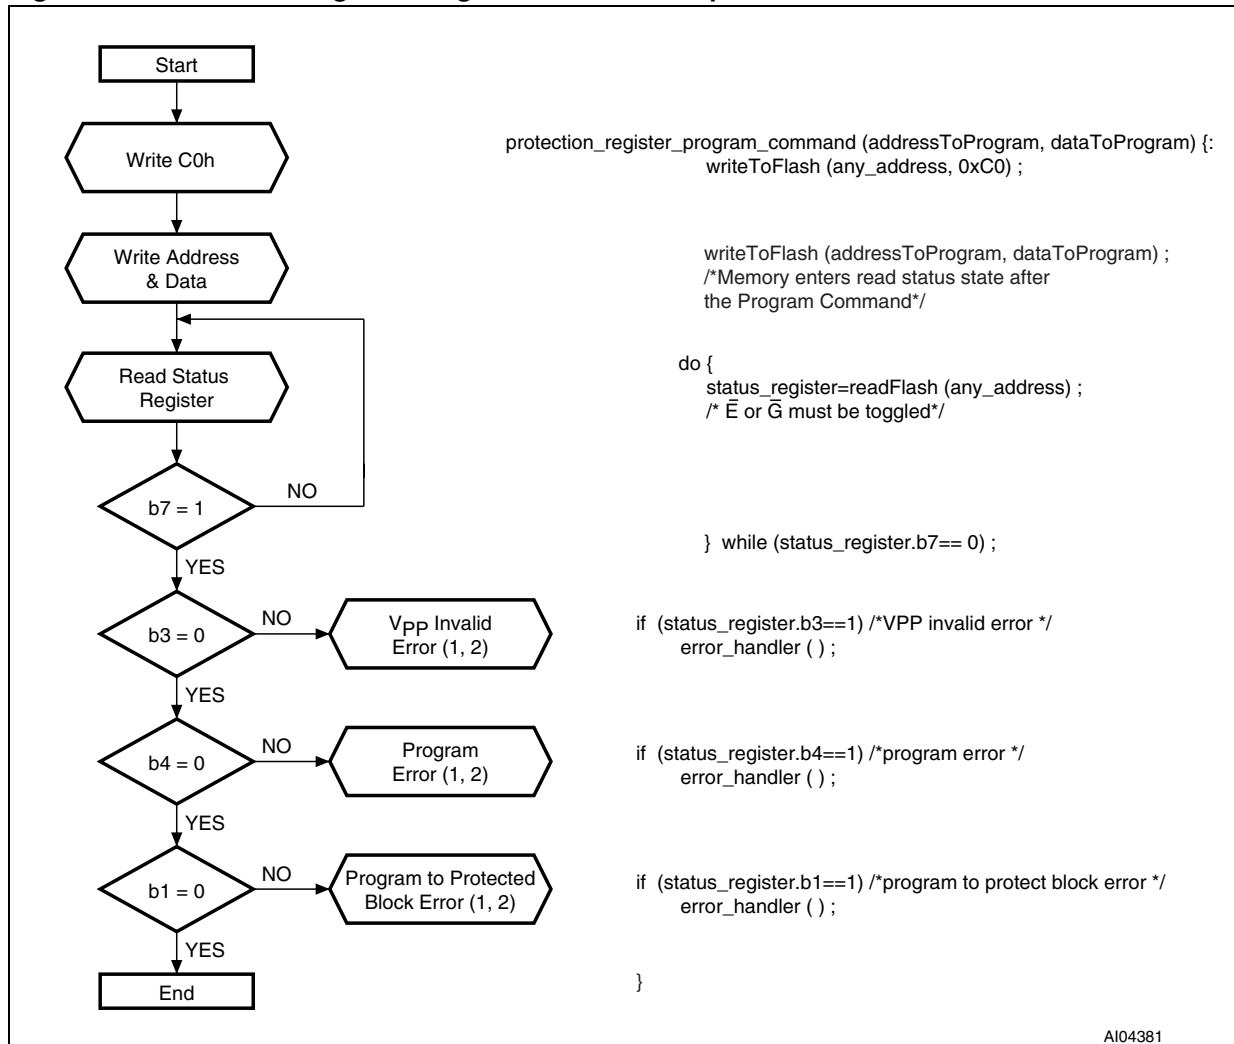 Start
Write C0h
protection_register_program_command (addressToProgram, dataToProgram) {:
writeToFlash (any_address, 0xC0) ;
Write Address
& Data
writeToFlash (addressToProgram, dataToProgram) ;
/*Memory enters read status state after
the Program Command*/
Read Status
Register
do {
status_register=readFlash (any_address) ;
/* E̅ or G̅ must be toggled*/
b7 = 1
NO
YES
} while (status_register.b7== 0) ;
b3 = 0
NO
VPP Invalid
Error (1, 2)
YES
if (status_register.b3==1) /*VPP invalid error */
error_handler ( ) ;
b4 = 0
NO
Program
Error (1, 2)
YES
if (status_register.b4==1) /*program error */
error_handler ( ) ;
b1 = 0
NO
Program to Protected
Block Error (1, 2)
YES
if (status_register.b1==1) /*program to protect block error */
error_handler ( ) ;
End
}
AI04381